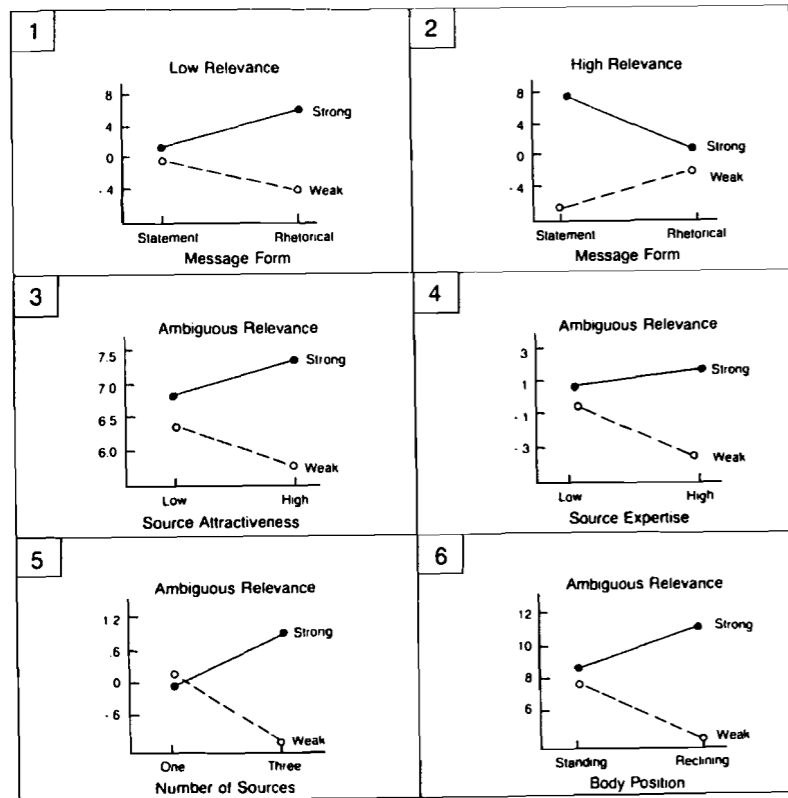 1
Low Relevance
8
4
0
- 4
Strong
Weak
Statement
Rhetorical
Message Form
2
High Relevance
8
4
0
- 4
Strong
Weak
Statement
Rhetorical
Message Form
3
Ambiguous Relevance
7.5
7 0
6 5
6.0
Strong
Weak
Low
High
Source Attractiveness
4
Ambiguous Relevance
3
1
- 1
- 3
Strong
Weak
Low
High
Source Expertise
5
Ambiguous Relevance
1 2
.6
0
- 6
Strong
Weak
One
Three
Number of Sources
6
Ambiguous Relevance
12
10
8
6
Strong
Weak
Standing
Reclining
Body Position